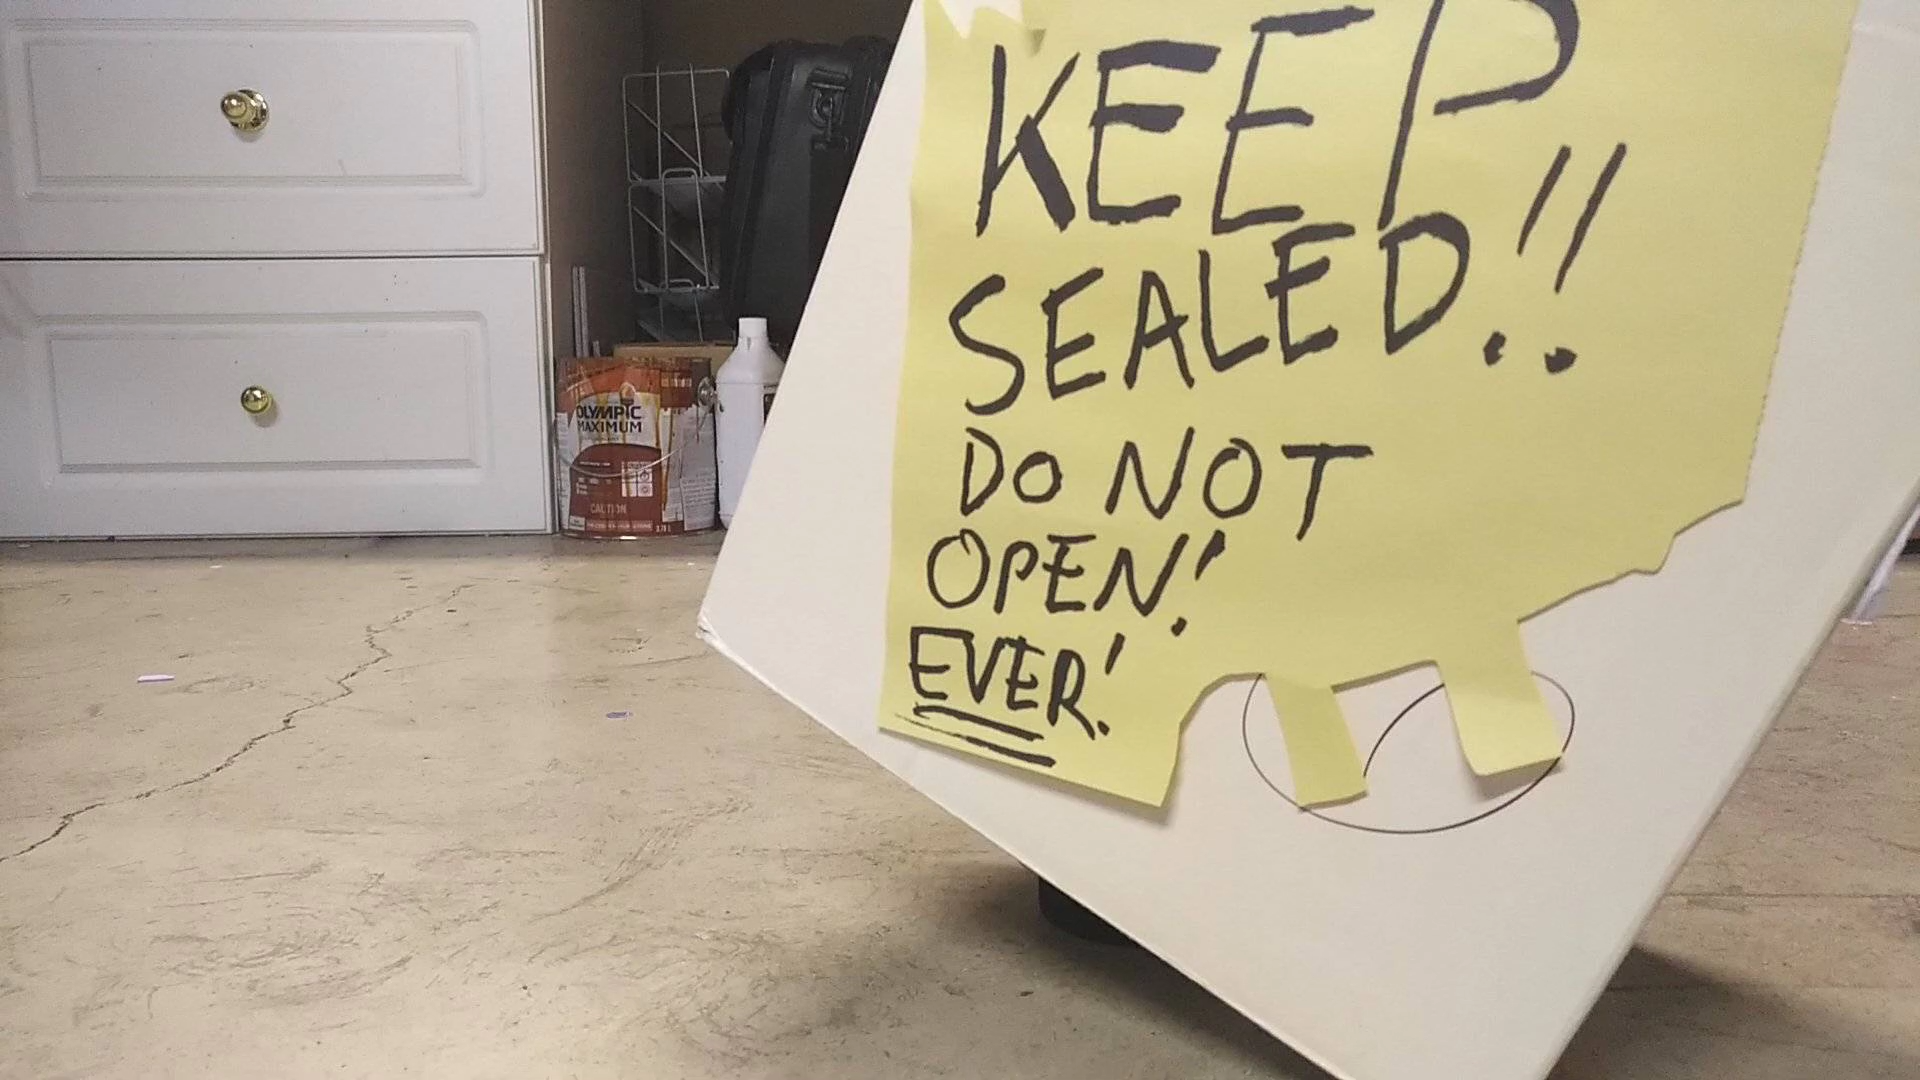 OLYMPIC
MAXIMUM
CAUTION
KEEP
SEALED!!
DO NOT
OPEN!
EVER!